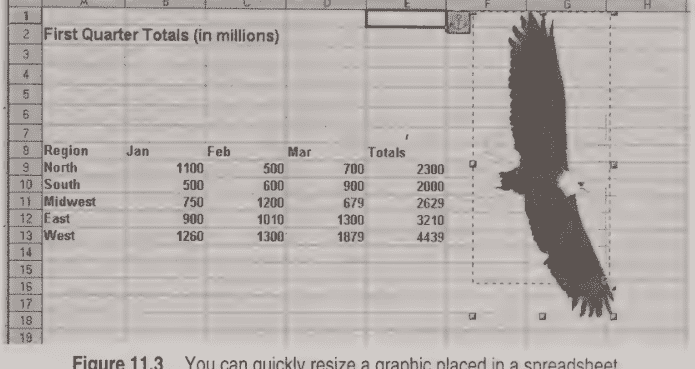 A B C D E F G H
1
2 First Quarter Totals (in millions)
3
4
5
6
7
8 Region Jan Feb Mar Totals
9 North 1100 500 700 2300
10 South 500 600 900 2000
11 Midwest 750 1200 679 2629
12 East 900 1010 1300 3210
13 West 1260 1300 1879 4439
14
15
16
17
18
19
Figure 11.3 You can quickly resize a graphic placed in a spreadsheet